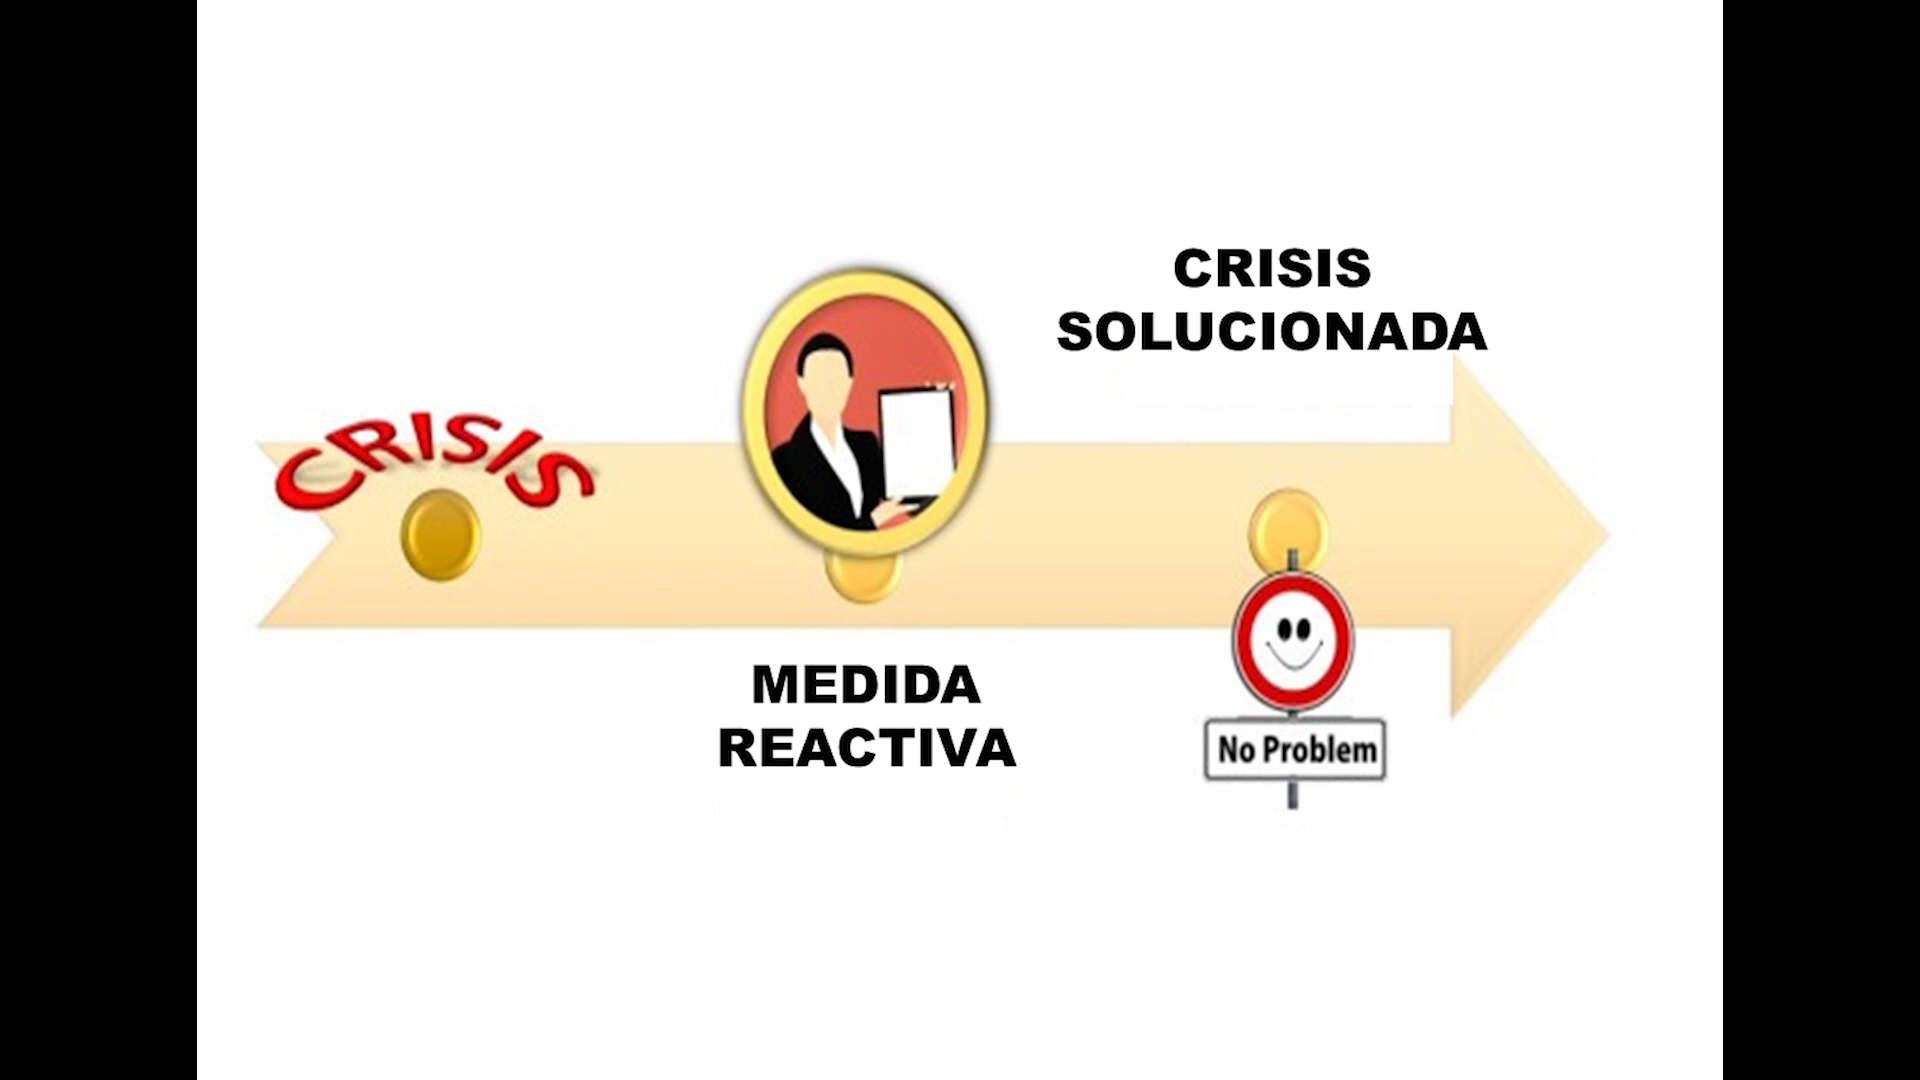 CRISIS
MEDIDA
REACTIVA
CRISIS
SOLUCIONADA
No Problem